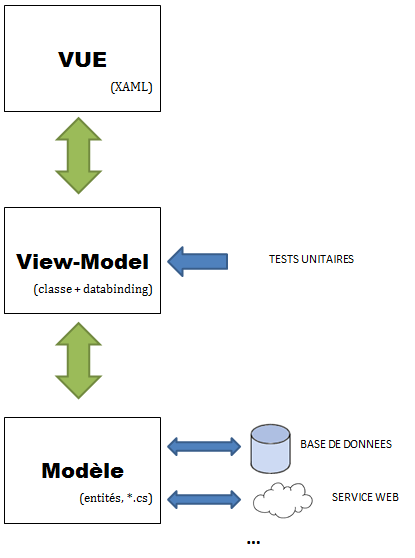 VUE
(XAML)
View-Model
(classe + databinding)
TESTS UNITAIRES
Modèle
(entités, *.cs)
BASE DE DONNEES
SERVICE WEB
...